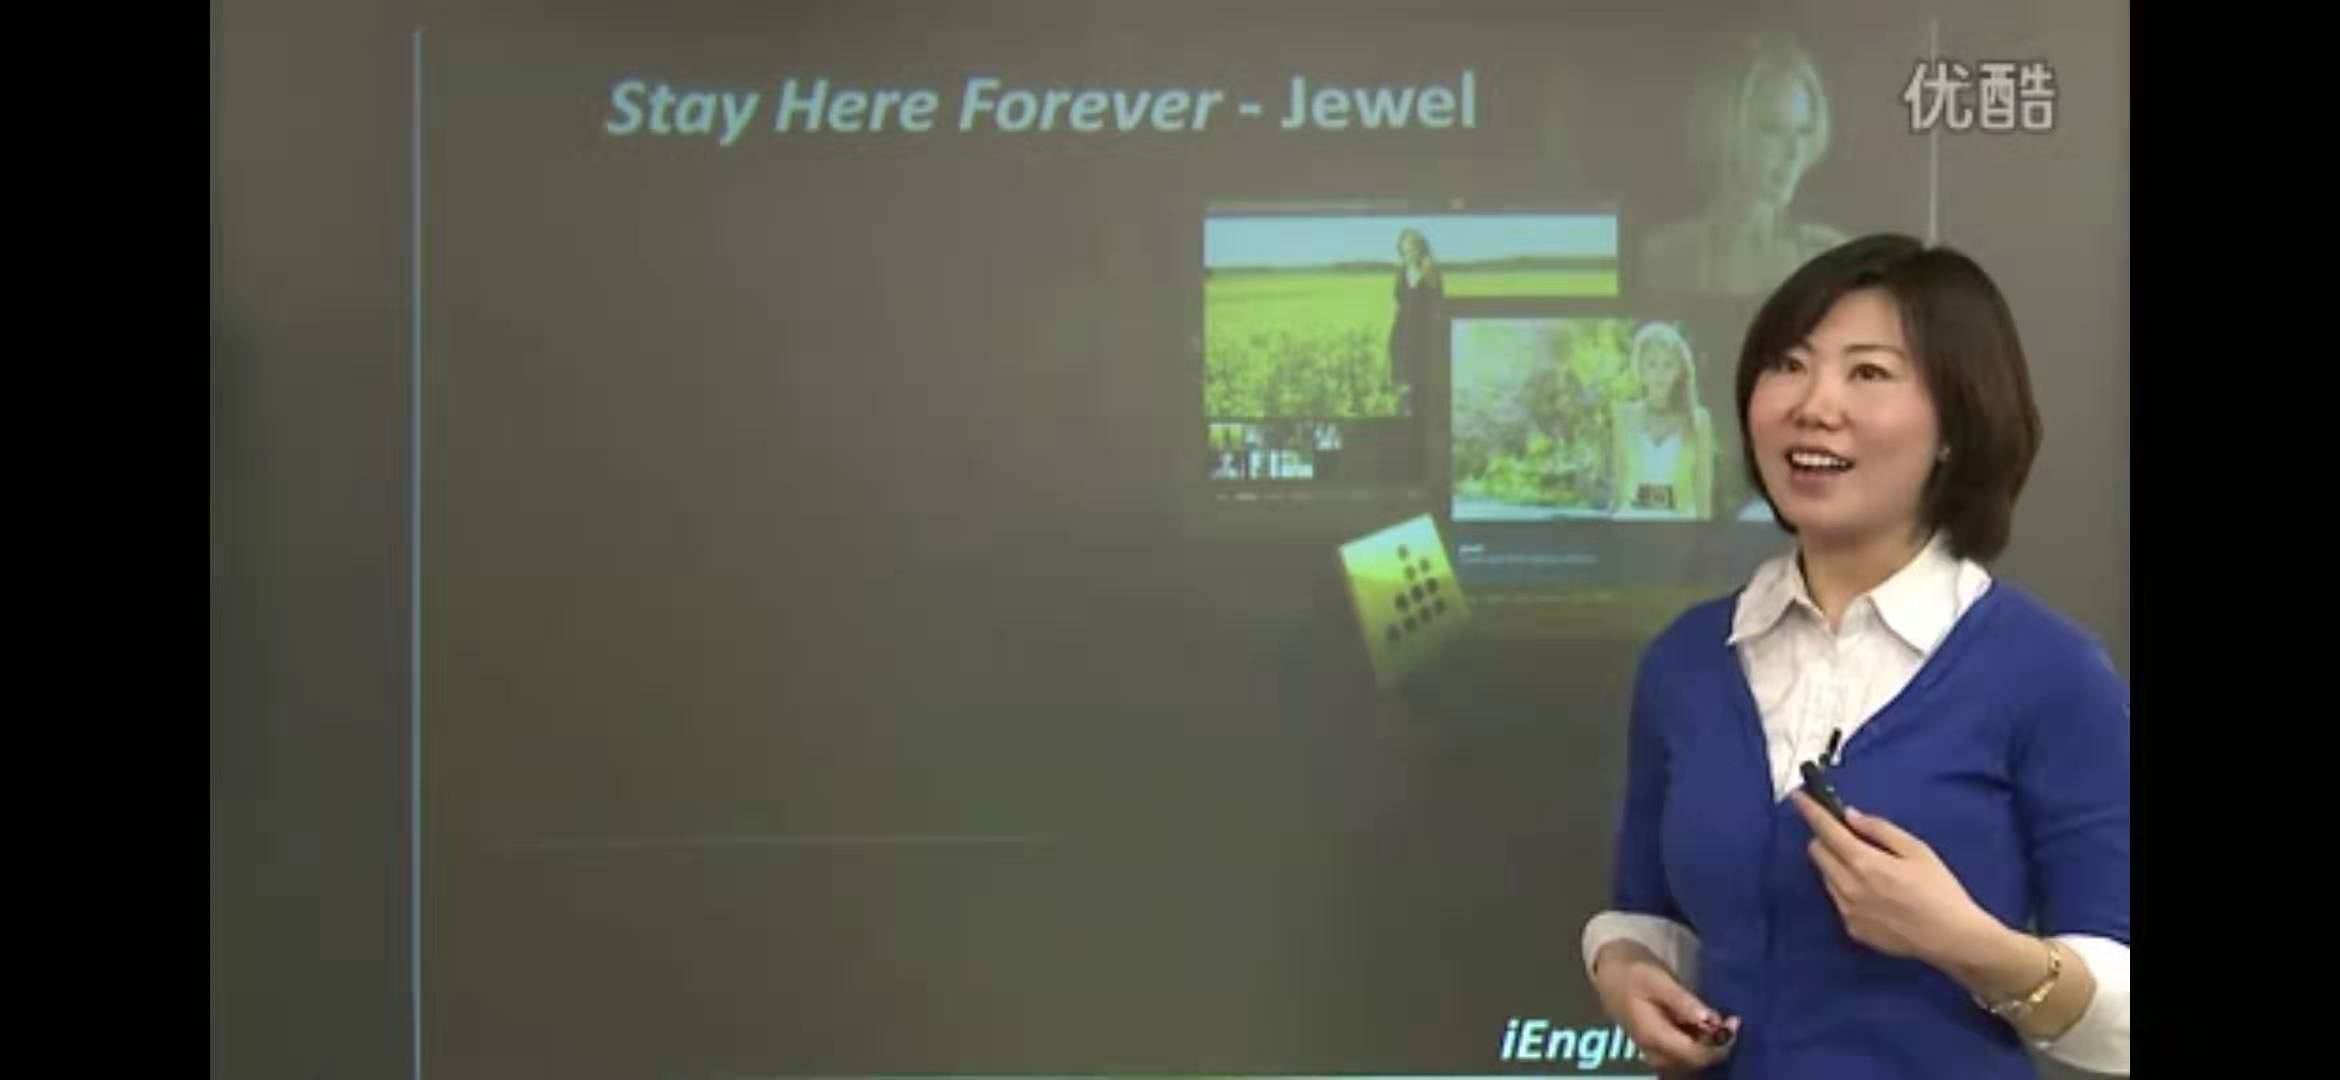 Stay Here Forever - Jewel
优酷
iEngli